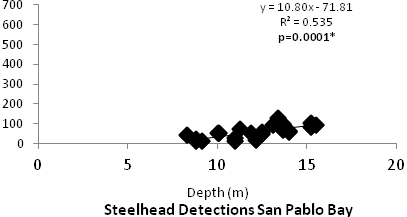 700
y = 10.80x - 71.81
600
R² = 0.535
500
p=0.0001*
400
300
200
100
0
0 5 10 15 20
Depth (m)
Steelhead Detections San Pablo Bay